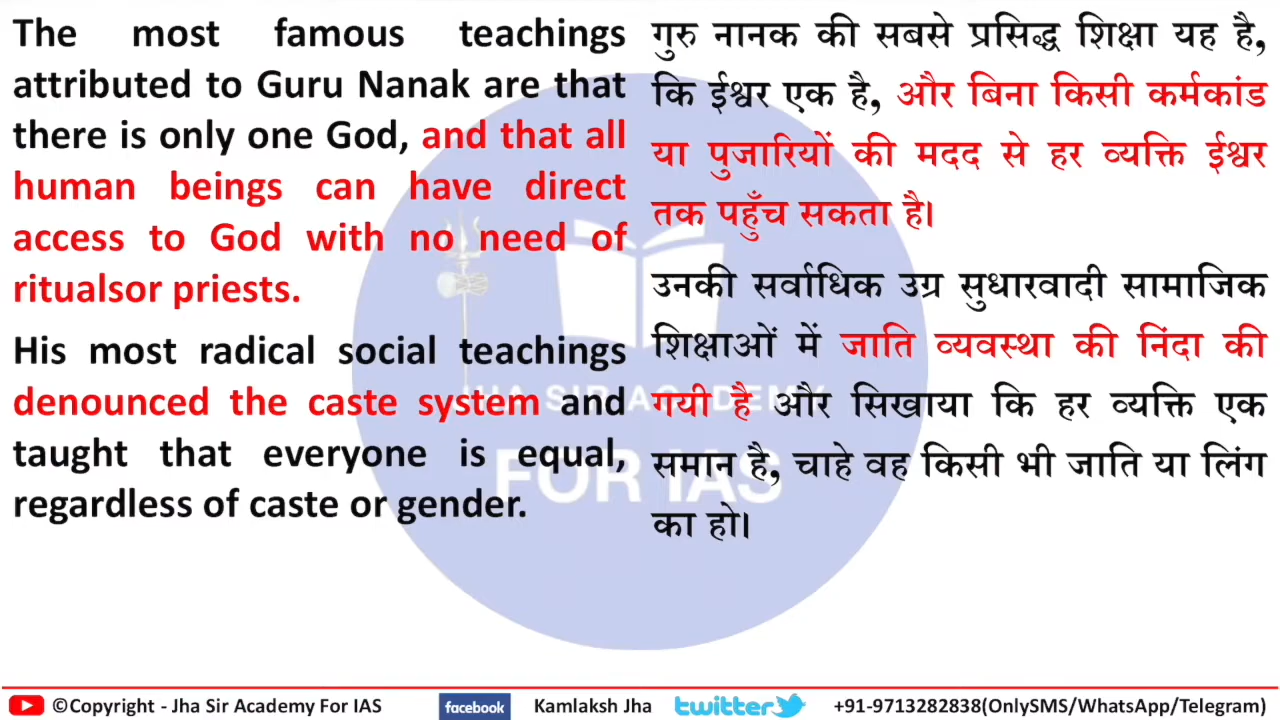 The most famous teachings
attributed to Guru Nanak are that
there is only one God, and that all
human beings can have direct
access to God with no need of
ritualsor priests.
His most radical social teachings
denounced the caste system and
taught that everyone is equal,
regardless of caste or gender.
गुरु नानक की सबसे प्रसिद्ध शिक्षा यह है,
कि ईश्वर एक है, और बिना किसी कर्मकांड
या पुजारियों की मदद से हर व्यक्ति ईश्वर
तक पहुँच सकता है।
उनकी सर्वाधिक उग्र सुधारवादी सामाजिक
शिक्षाओं में जाति व्यवस्था की निंदा की
गयी है और सिखाया कि हर व्यक्ति एक
समान है, चाहे वह किसी भी जाति या लिंग
का हो।
JHA SIR ACADEMY
FOR IAS
©Copyright - Jha Sir Academy For IAS facebook Kamlaksh Jha twitter +91-9713282838(OnlySMS/WhatsApp/Telegram)